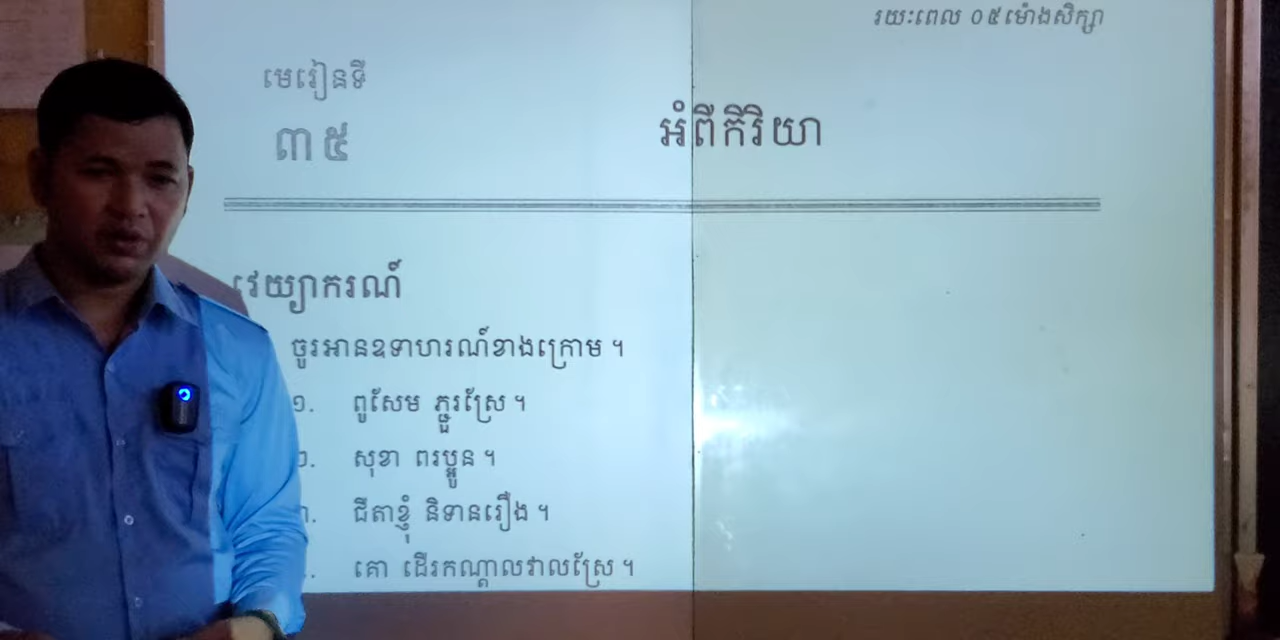 រយៈពេល ០៥ ម៉ោងសិក្សា
មេរៀនទី
៣៥
អំពីកិរិយា
វេយ្យាករណ៍
ចូរអានឧទាហរណ៍ខាងក្រោម ។
១. ពូសែម ភ្ជួរស្រែ ។
២. សុខា ពរប្អូន ។
៣. ជីតាខ្ញុំ និទានរឿង ។
គោ ដើរកណ្ដាលវាលស្រែ ។